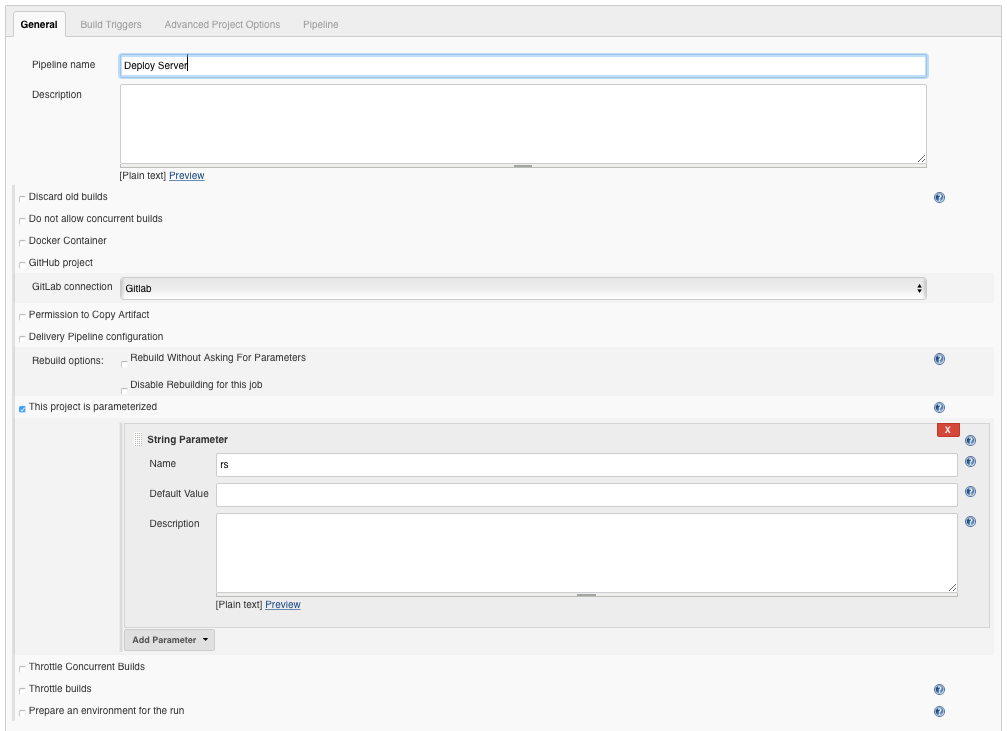 General Build Triggers Advanced Project Options Pipeline
Pipeline name Deploy Server
Description
[Plain text] Preview
Discard old builds
Do not allow concurrent builds
Docker Container
GitHub project
GitLab connection Gitlab
Permission to Copy Artifact
Delivery Pipeline configuration
Rebuild options: Rebuild Without Asking For Parameters
Disable Rebuilding for this job
This project is parameterized
X
String Parameter
Name rs
Default Value
Description
[Plain text] Preview
Add Parameter
Throttle Concurrent Builds
Throttle builds
Prepare an environment for the run